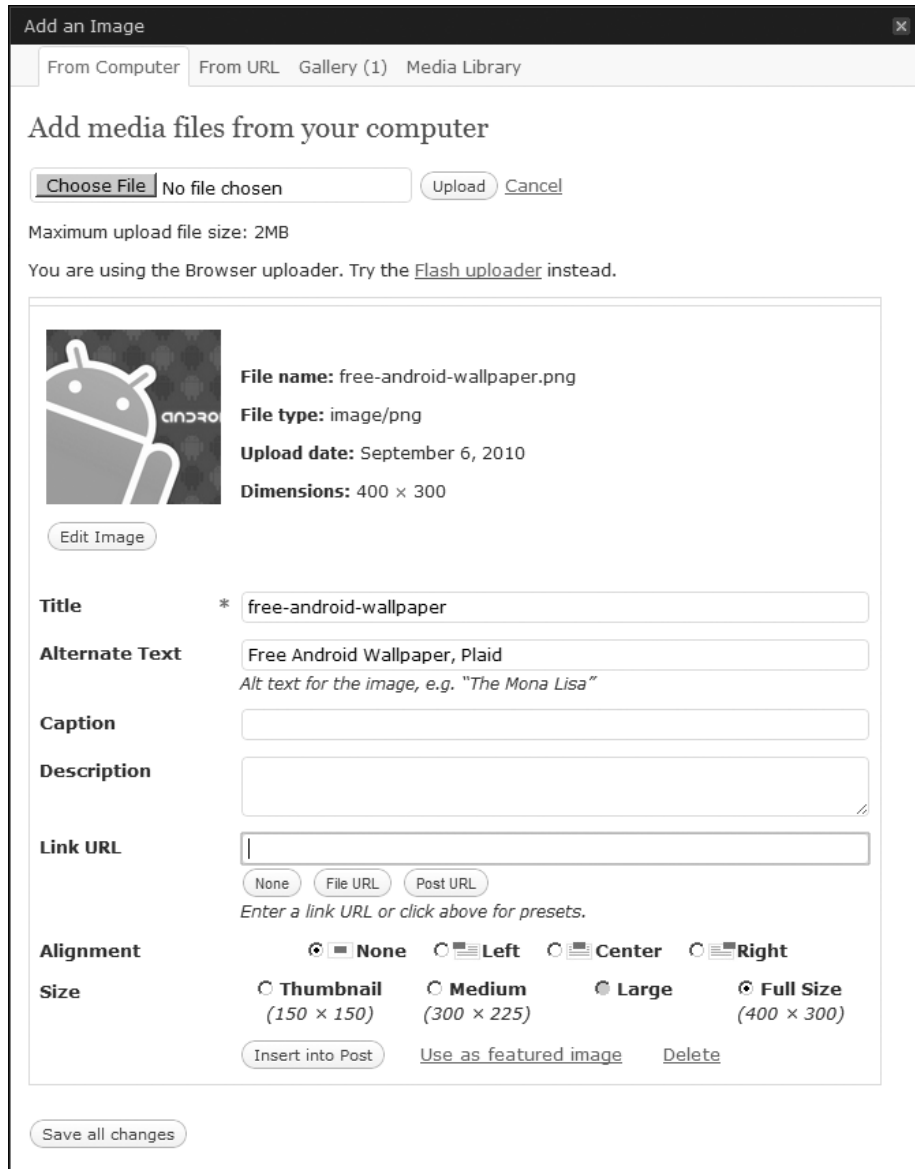 Add an Image
From Computer From URL Gallery (1) Media Library
Add media files from your computer
Choose File No file chosen Upload Cancel
Maximum upload file size: 2MB
You are using the Browser uploader. Try the Flash uploader instead.
File name: free-android-wallpaper.png
ANDRO File type: image/png
Upload date: September 6, 2010
Dimensions: 400 × 300
Edit Image
Title * free-android-wallpaper
Alternate Text Free Android Wallpaper, Plaid
Alt text for the image, e.g. “The Mona Lisa”
Caption
Description
Link URL
None File URL Post URL
Enter a link URL or click above for presets.
Alignment None Left Center Right
Size Thumbnail Medium Large Full Size
(150 × 150) (300 × 225) (400 × 300)
Insert into Post Use as featured image Delete
Save all changes